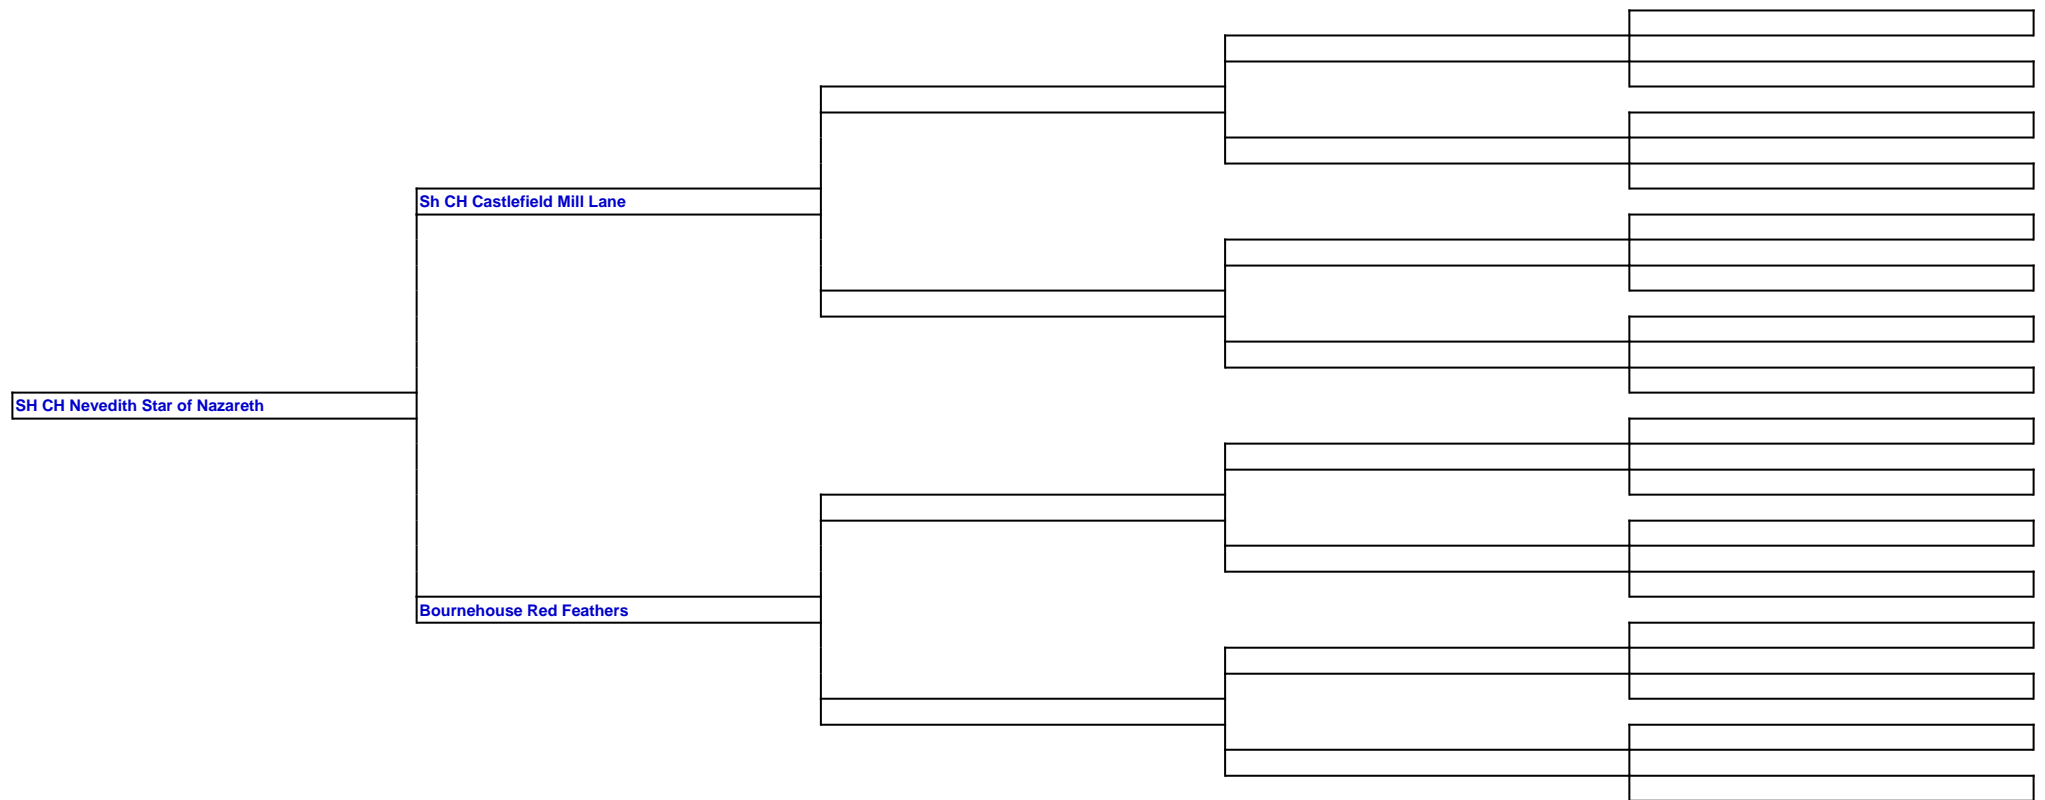 Sh CH Castlefield Mill Lane
SH CH Nevedith Star of Nazareth
Bournehouse Red Feathers